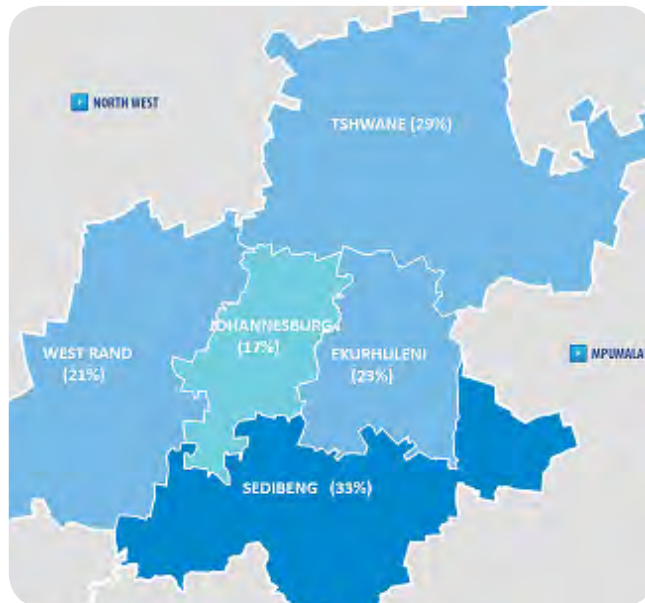 NORTH WEST
TSHWANE (29%)
JOHANNESBURG
(17%)
WEST RAND
(21%)
EKURHULENI
(23%)
MPUMALA
SEDIBENG (33%)